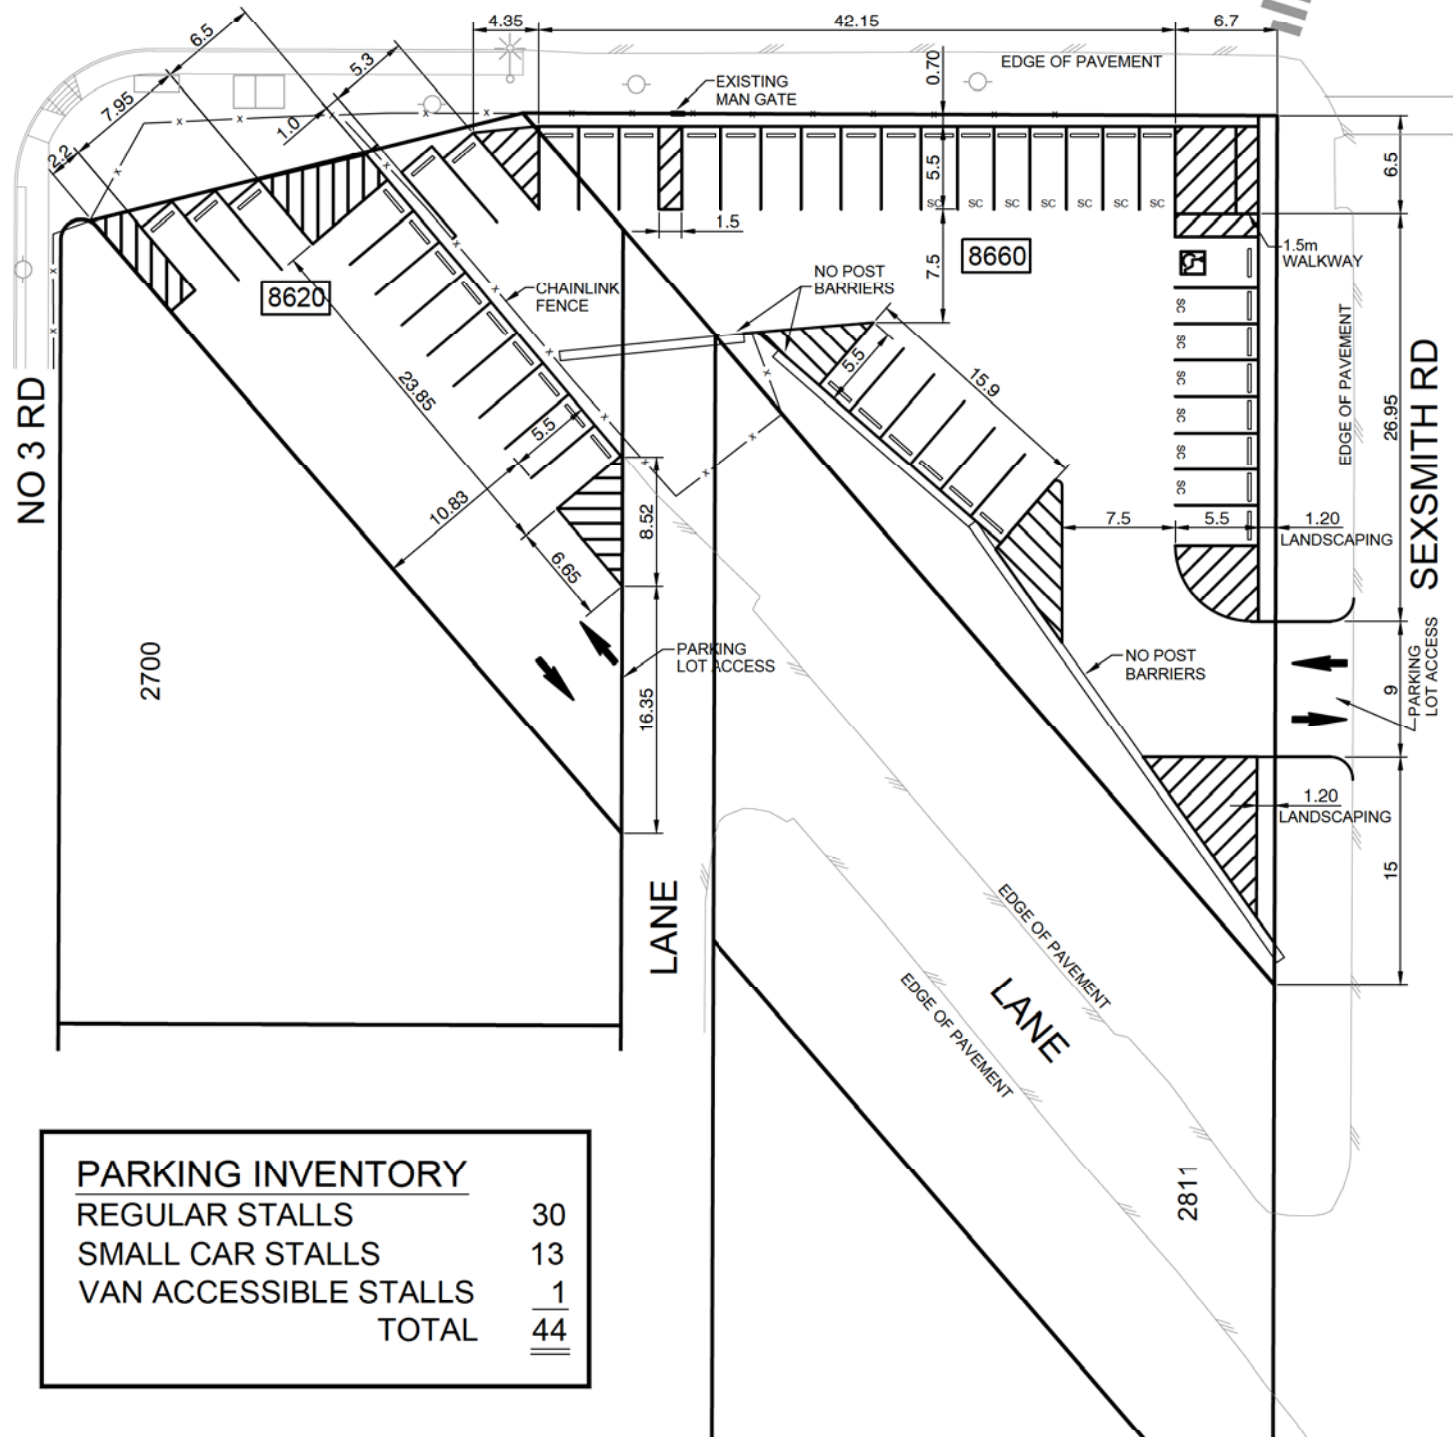 4.35
42.15
6.7
6.5
5.3
7.95
1.0
2.2
0.70
EDGE OF PAVEMENT
EXISTING
MAN GATE
5.5
6.5
SC
SC
SC
SC
SC
SC
SC
1.5
7.5
8660
1.5m
WALKWAY
NO POST
BARRIERS
8620
CHAINLINK
FENCE
SC
SC
SC
SC
SC
SC
5.5
15.9
23.85
5.5
10.83
8.52
6.65
7.5
5.5
1.20
LANDSCAPING
26.95
EDGE OF PAVEMENT
NO 3 RD
SEXSMITH RD
2700
PARKING
LOT ACCESS
16.35
NO POST
BARRIERS
9
PARKING
LOT ACCESS
1.20
LANDSCAPING
15
LANE
EDGE OF PAVEMENT
EDGE OF PAVEMENT
LANE
2811
PARKING INVENTORY
REGULAR STALLS 30
SMALL CAR STALLS 13
VAN ACCESSIBLE STALLS 1
TOTAL 44